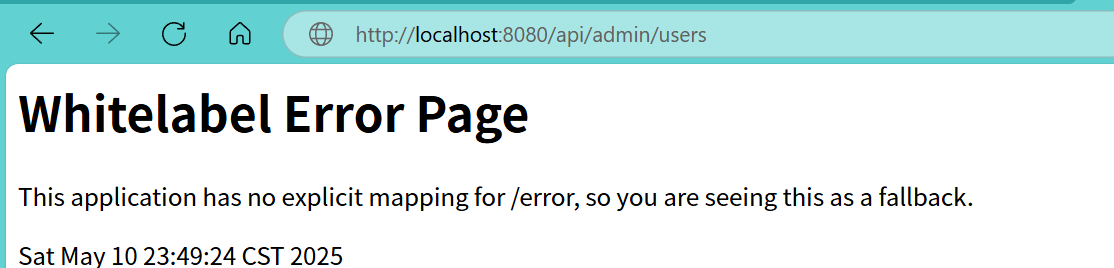 http://localhost:8080/api/admin/users
Whitelabel Error Page
This application has no explicit mapping for /error, so you are seeing this as a fallback.
Sat May 10 23:49:24 CST 2025